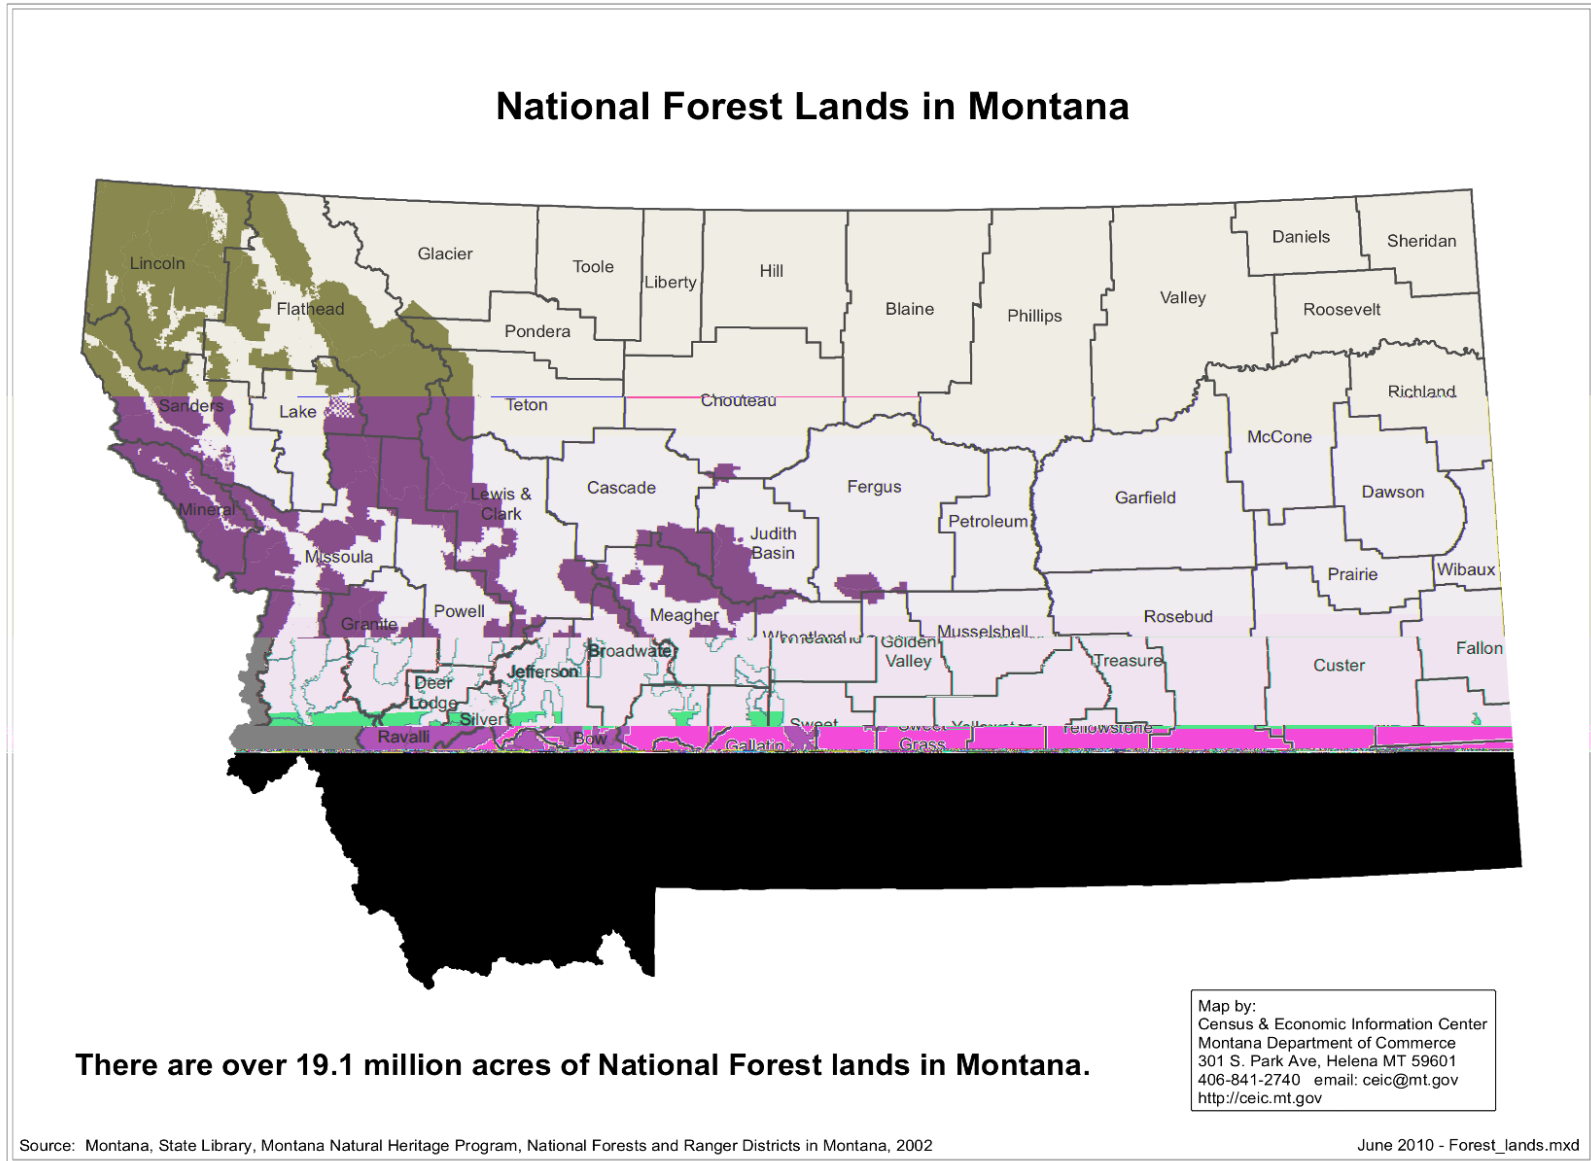 National Forest Lands in Montana
Lincoln
Flathead
Glacier
Toole
Liberty
Hill
Blaine
Phillips
Valley
Daniels
Sheridan
Roosevelt
Pondera
Sanders
Lake
Teton
Chouteau
Richland
McCone
Mineral
Missoula
Lewis &
Clark
Cascade
Fergus
Judith
Basin
Petroleum
Garfield
Dawson
Prairie
Wibaux
Granite
Powell
Meagher
Wheatland
Musselshell
Rosebud
Broadwater
Jefferson
Deer
Lodge
Silver
Bow
Golden
Valley
Treasure
Custer
Fallon
Ravalli
Gallatin
Sweet
Sweet
Grass
Yellowstone
Yellowstone
There are over 19.1 million acres of National Forest lands in Montana.
Map by:
Census & Economic Information Center
Montana Department of Commerce
301 S. Park Ave, Helena MT 59601
406-841-2740 email: ceic@mt.gov
http://ceic.mt.gov
Source: Montana, State Library, Montana Natural Heritage Program, National Forests and Ranger Districts in Montana, 2002
June 2010 - Forest_lands.mxd